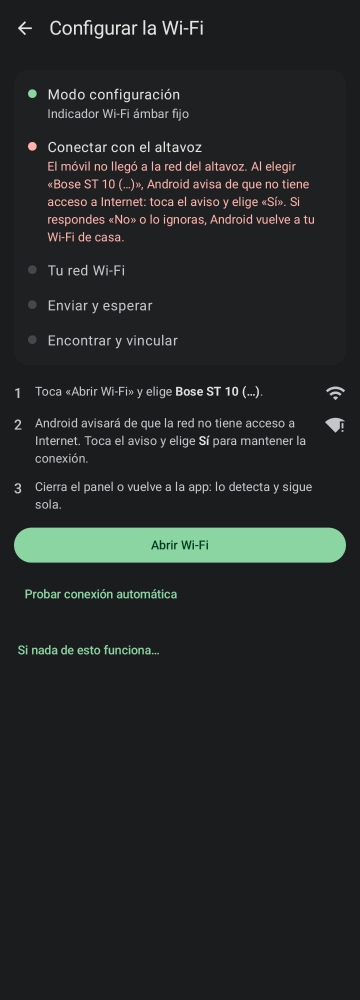 Configurar la Wi-Fi
Modo configuración
Indicador Wi-Fi ámbar fijo
Conectar con el altavoz
El móvil no llegó a la red del altavoz. Al elegir
«Bose ST 10 (...)», Android avisa de que no tiene
acceso a Internet: toca el aviso y elige «Sí». Si
respondes «No» o lo ignoras, Android vuelve a tu
Wi-Fi de casa.
Tu red Wi-Fi
Enviar y esperar
Encontrar y vincular
1 Toca «Abrir Wi-Fi» y elige Bose ST 10 (...).
2 Android avisará de que la red no tiene acceso a
Internet. Toca el aviso y elige Sí para mantener la
conexión.
3 Cierra el panel o vuelve a la app: lo detecta y sigue
sola.
Abrir Wi-Fi
Probar conexión automática
Si nada de esto funciona...